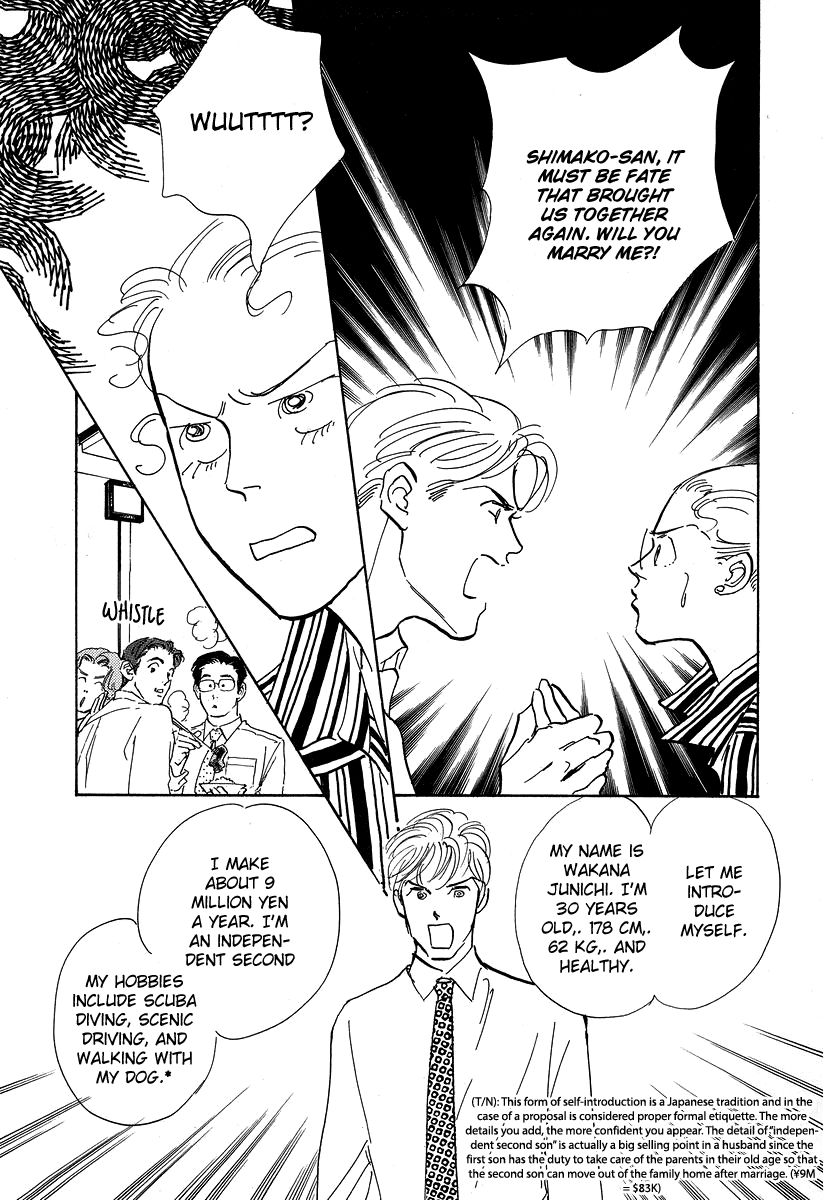 SHIMAKO-SAN, IT
MUST BE FATE
THAT BROUGHT
US TOGETHER
AGAIN. WILL YOU
MARRY ME?!
WUUTTTT?
WHISTLE
LET ME
INTRO-
DUCE
MYSELF.
MY NAME IS
WAKANA
JUNICHI. I'M
30 YEARS
OLD,. 178 CM,.
62 KG,. AND
HEALTHY.
I MAKE
ABOUT 9
MILLION YEN
A YEAR. I'M
AN INDEPEN-
DENT SECOND
MY HOBBIES
INCLUDE SCUBA
DIVING, SCENIC
DRIVING, AND
WALKING WITH
MY DOG.*
(T/N): This form of self-introduction is a Japanese tradition and in the
case of a proposal is considered proper formal etiquette. The more
details you add, the more confident you appear. The detail of "indepen-
dent second son" is actually a big selling point in a husband since the
first son has the duty to take care of the parents in their old age so that
the second son can move out of the family home after marriage. (¥9M
= $83K)